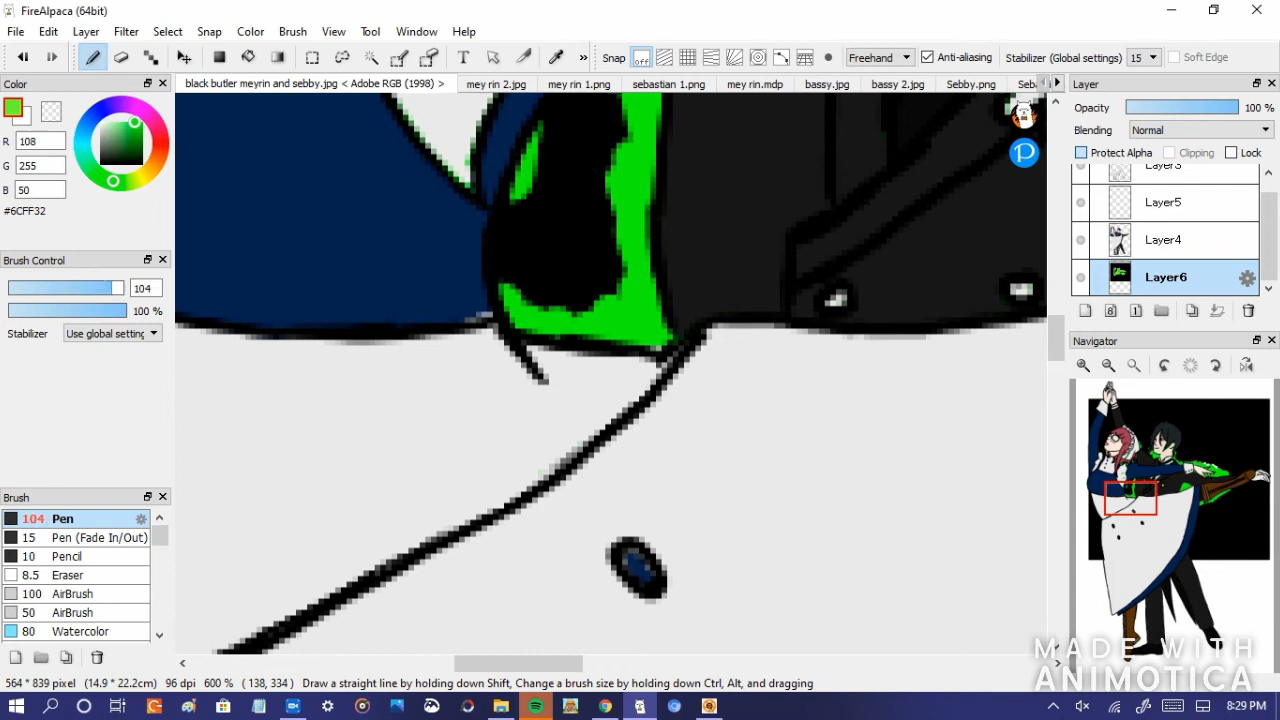 FireAlpaca (64bit)
File Edit Layer Filter Select Snap Color Brush View Tool Window Help
T » Snap off Freehand Anti-aliasing Stabilizer (Global settings) 15 Soft Edge
Color
black butler meyrin and sebby.jpg < Adobe RGB (1998) > mey rin 2.jpg mey rin 1.png sebastian 1.png mey rin.mdp bassy.jpg bassy 2.jpg Sebby.png
Layer
Opacity 100 %
Blending Normal
Protect Alpha Clipping Lock
R 108
G 255
B 50
#6CFF32
P
Layer5
Layer4
Layer6
8 1
Brush Control
104
100 %
Stabilizer Use global setting
Navigator
Brush
104 Pen
15 Pen (Fade In/Out)
10 Pencil
8.5 Eraser
100 AirBrush
50 AirBrush
80 Watercolor
MADE WITH
ANIMOTICA
564 * 839 pixel (14.9 * 22.2cm) 96 dpi 600 % ( 138, 334 ) Draw a straight line by holding down Shift, Change a brush size by holding down Ctrl, Alt, and dragging
8:20 PM